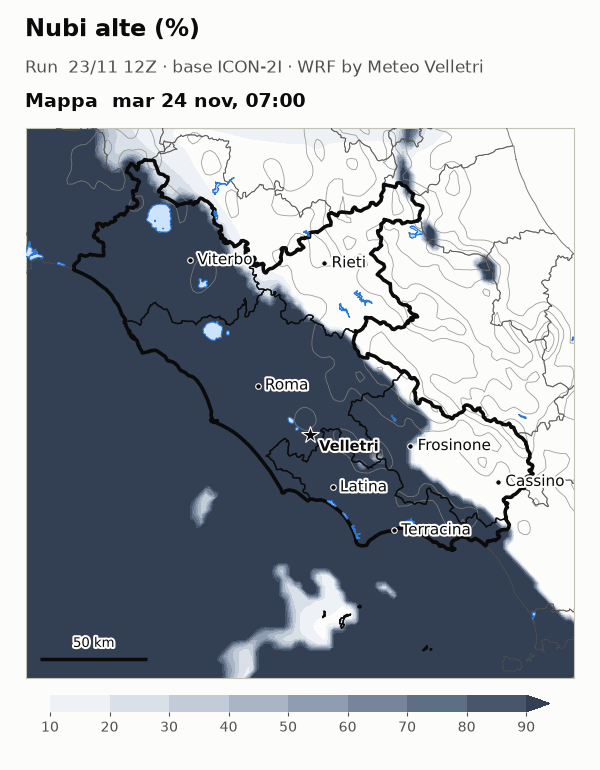 Nubi alte (%)
Run  23/11 12Z · base ICON-2I · WRF by Meteo Velletri
Mappa  mar 24 nov, 07:00
Viterbo
Rieti
Roma
Velletri
Frosinone
Latina
Cassino
Terracina
50 km
10 20 30 40 50 60 70 80 90